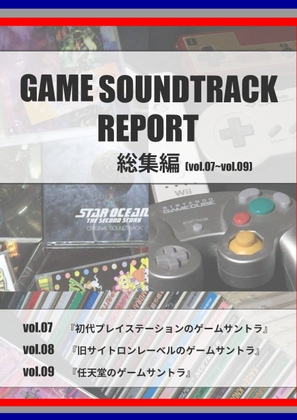 GAME SOUNDTRACK
REPORT
総集編 (vol.07~vol.09)
Wii
NINTENDO
GAMECUBE
STAR OCEAN
THE SECOND STORY
ORIGINAL SOUNDTRACK
vol.07 『初代プレイステーションのゲームサントラ』
vol.08 『旧サイトロンレーベルのゲームサントラ』
vol.09 『任天堂のゲームサントラ』